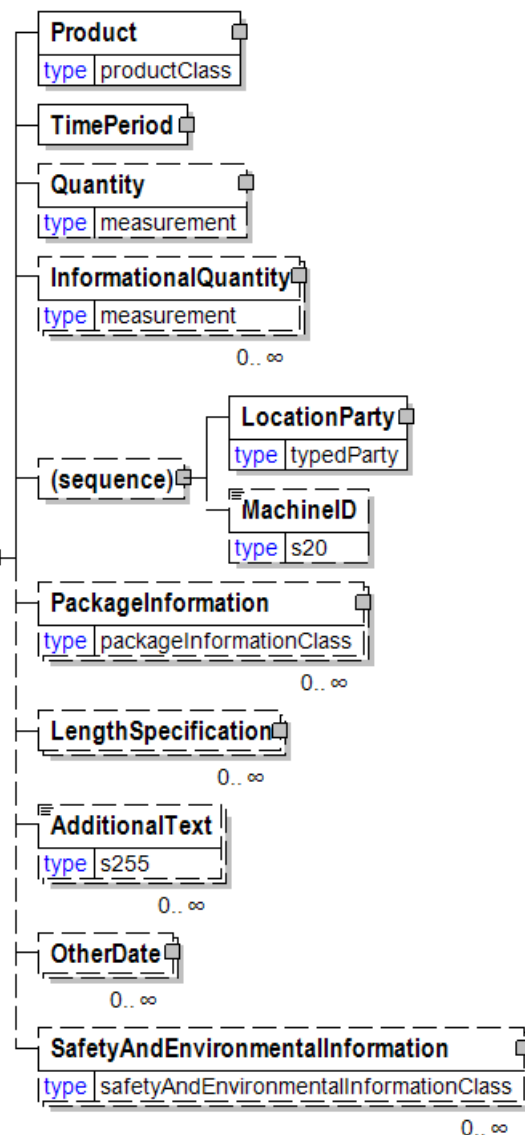 Product
type productClass
TimePeriod
Quantity
type measurement
InformationalQuantity
type measurement
0.. ∞
LocationParty
type typedParty
(sequence)
MachineID
type s20
PackageInformation
type packageInformationClass
0.. ∞
LengthSpecification
0.. ∞
AdditionalText
type s255
0.. ∞
OtherDate
0.. ∞
SafetyAndEnvironmentalInformation
type safetyAndEnvironmentalInformationClass
0.. ∞